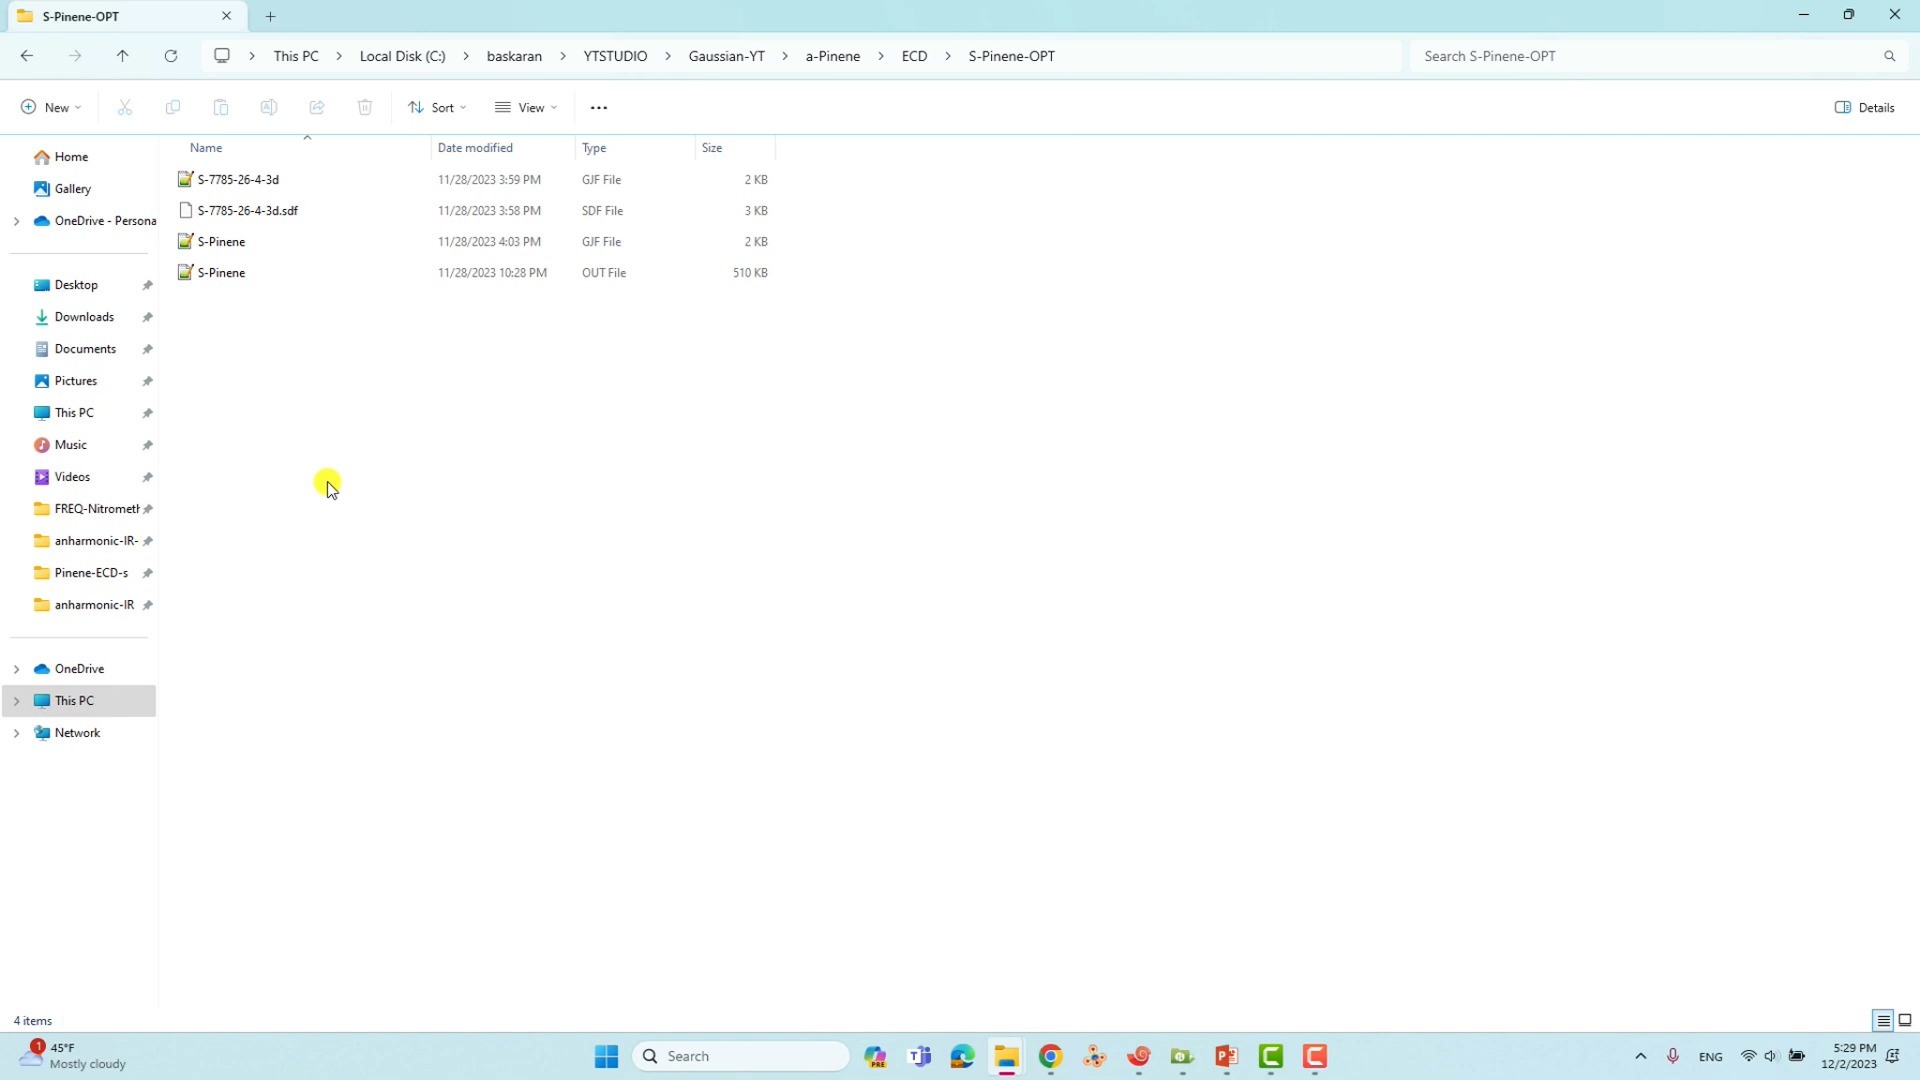 S-Pinene-OPT
This PC > Local Disk (C:) > baskaran > YTSTUDIO > Gaussian-YT > a-Pinene > ECD > S-Pinene-OPT
Search S-Pinene-OPT
New
Sort
View
Details
Name Date modified Type Size
S-7785-26-4-3d 11/28/2023 3:59 PM GJF File 2 KB
S-7785-26-4-3d.sdf 11/28/2023 3:58 PM SDF File 3 KB
S-Pinene 11/28/2023 4:03 PM GJF File 2 KB
S-Pinene 11/28/2023 10:28 PM OUT File 510 KB
Home
Gallery
OneDrive - Persona
Desktop
Downloads
Documents
Pictures
This PC
Music
Videos
FREQ-Nitrometh
anharmonic-IR-
Pinene-ECD-s
anharmonic-IR
OneDrive
This PC
Network
4 items
1
45°F
Mostly cloudy
Search
PRE
ENG
5:29 PM
12/2/2023